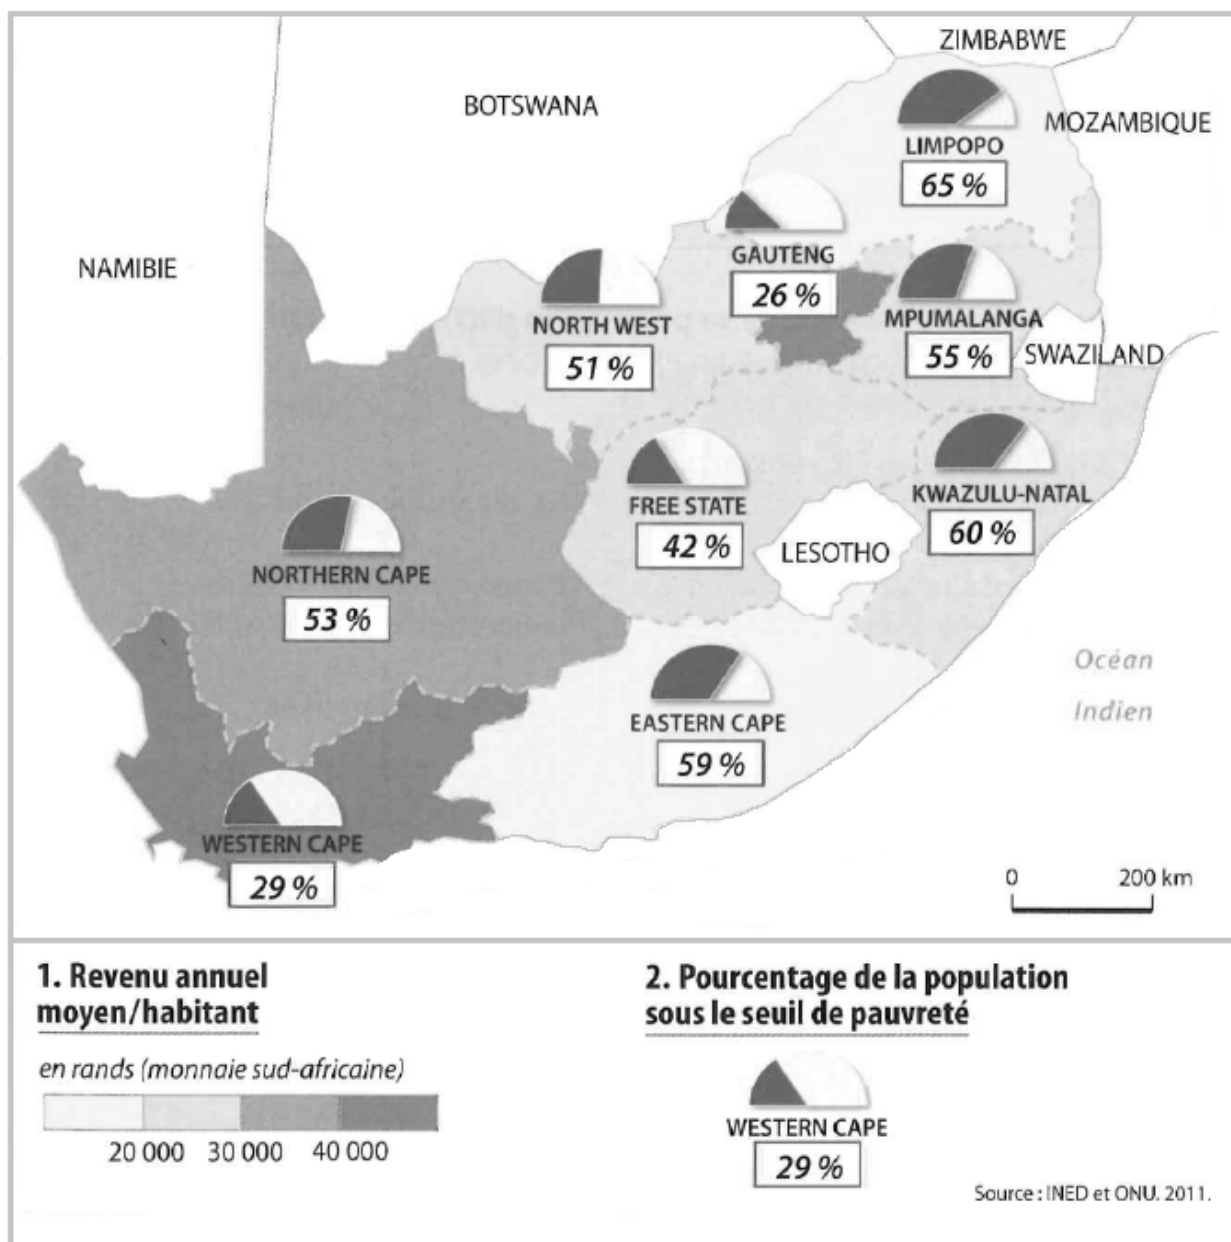 ZIMBABWE
BOTSWANA
MOZAMBIQUE
LIMPOPO
65 %
NAMIBIE
GAUTENG
26 %
NORTH WEST
51 %
MPUMALANGA
55 %
SWAZILAND
FREE STATE
42 %
KWAZULU-NATAL
60 %
LESOTHO
NORTHERN CAPE
53 %
Océan
Indien
EASTERN CAPE
59 %
WESTERN CAPE
29 %
0 200 km
1. Revenu annuel
moyen/habitant
en rands (monnaie sud-africaine)
20 000 30 000 40 000
2. Pourcentage de la population
sous le seuil de pauvreté
WESTERN CAPE
29 %
Source : INED et ONU. 2011.